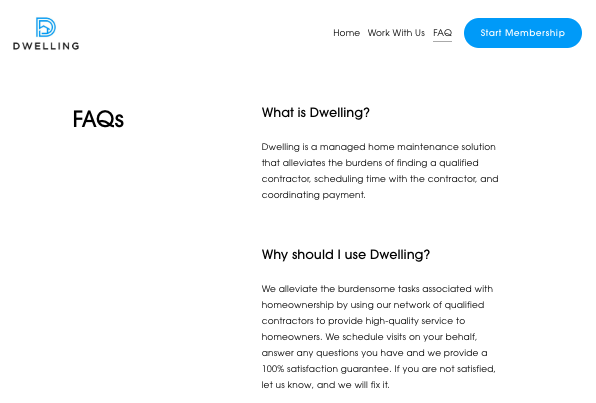 DWELLING
Home Work With Us FAQ Start Membership
FAQs
What is Dwelling?
Dwelling is a managed home maintenance solution
that alleviates the burdens of finding a qualified
contractor, scheduling time with the contractor, and
coordinating payment.
Why should I use Dwelling?
We alleviate the burdensome tasks associated with
homeownership by using our network of qualified
contractors to provide high-quality service to
homeowners. We schedule visits on your behalf,
answer any questions you have and we provide a
100% satisfaction guarantee. If you are not satisfied,
let us know, and we will fix it.